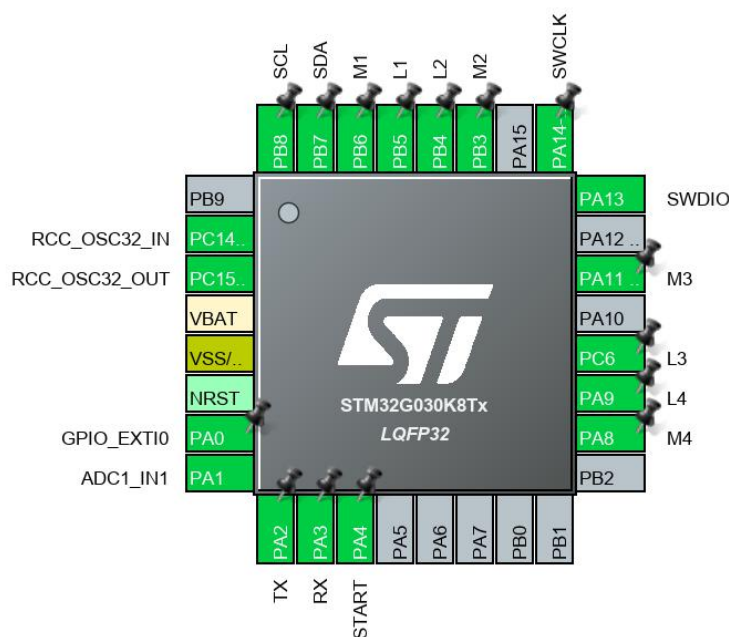 SCL
SDA
M1
L1
L2
M2
SWCLK
PB8
PB7
PB6
PB5
PB4
PB3
PA15
PA14-..
PB9
PA13
SWDIO
RCC_OSC32_IN
PC14..
PA12 ..
RCC_OSC32_OUT
PC15..
PA11 ..
M3
VBAT
PA10
VSS/..
PC6
L3
NRST
PA9
L4
GPIO_EXTI0
PA0
PA8
M4
ADC1_IN1
PA1
PB2
ST
STM32G030K8Tx
LQFP32
PA2
PA3
PA4
PA5
PA6
PA7
PB0
PB1
TX
RX
START